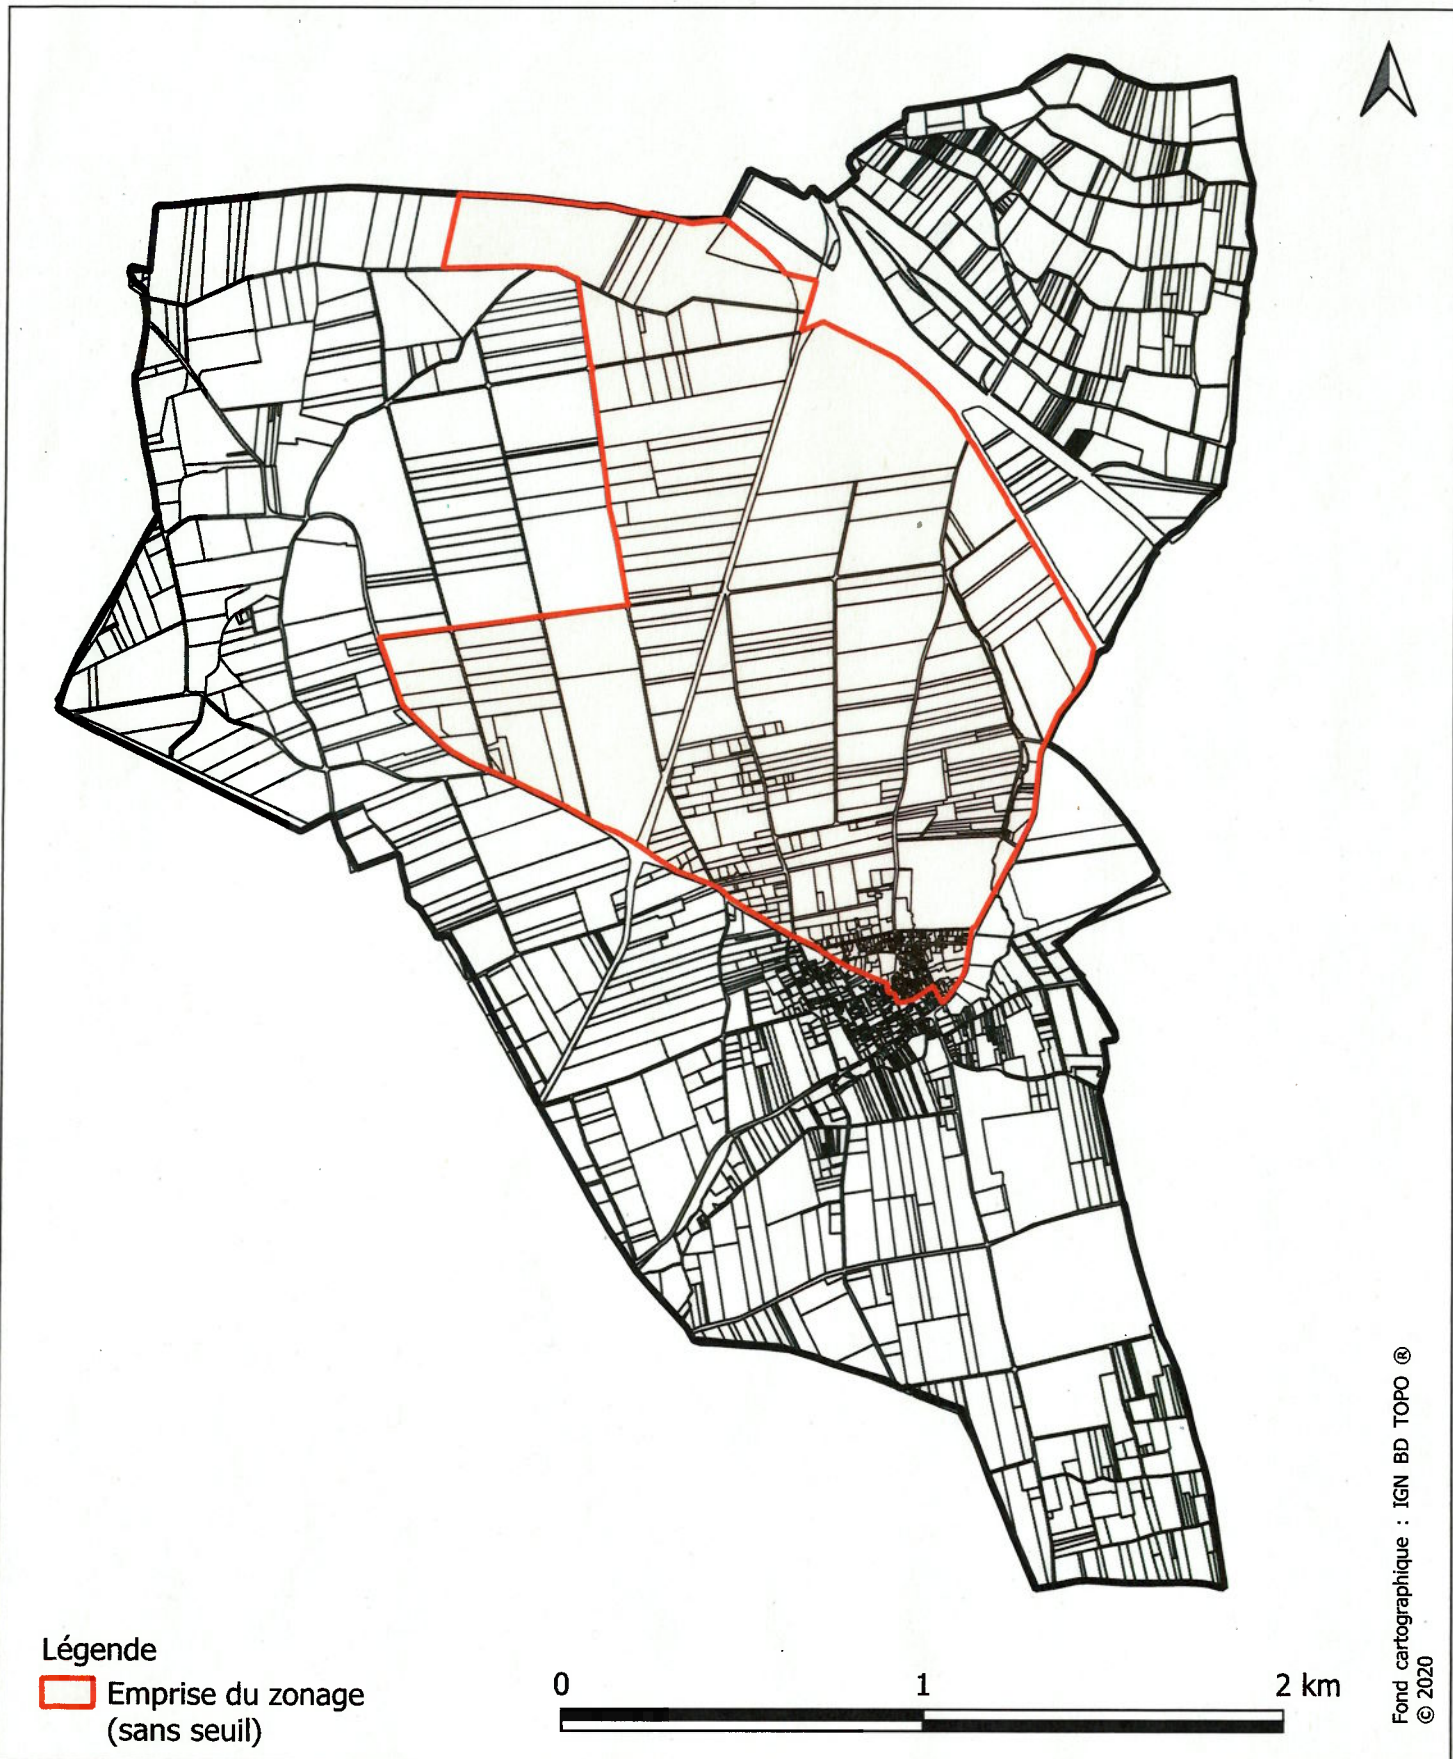 Légende
Emprise du zonage
(sans seuil)
0 1 2 km
Fond cartographique : IGN BD TOPO ®
© 2020